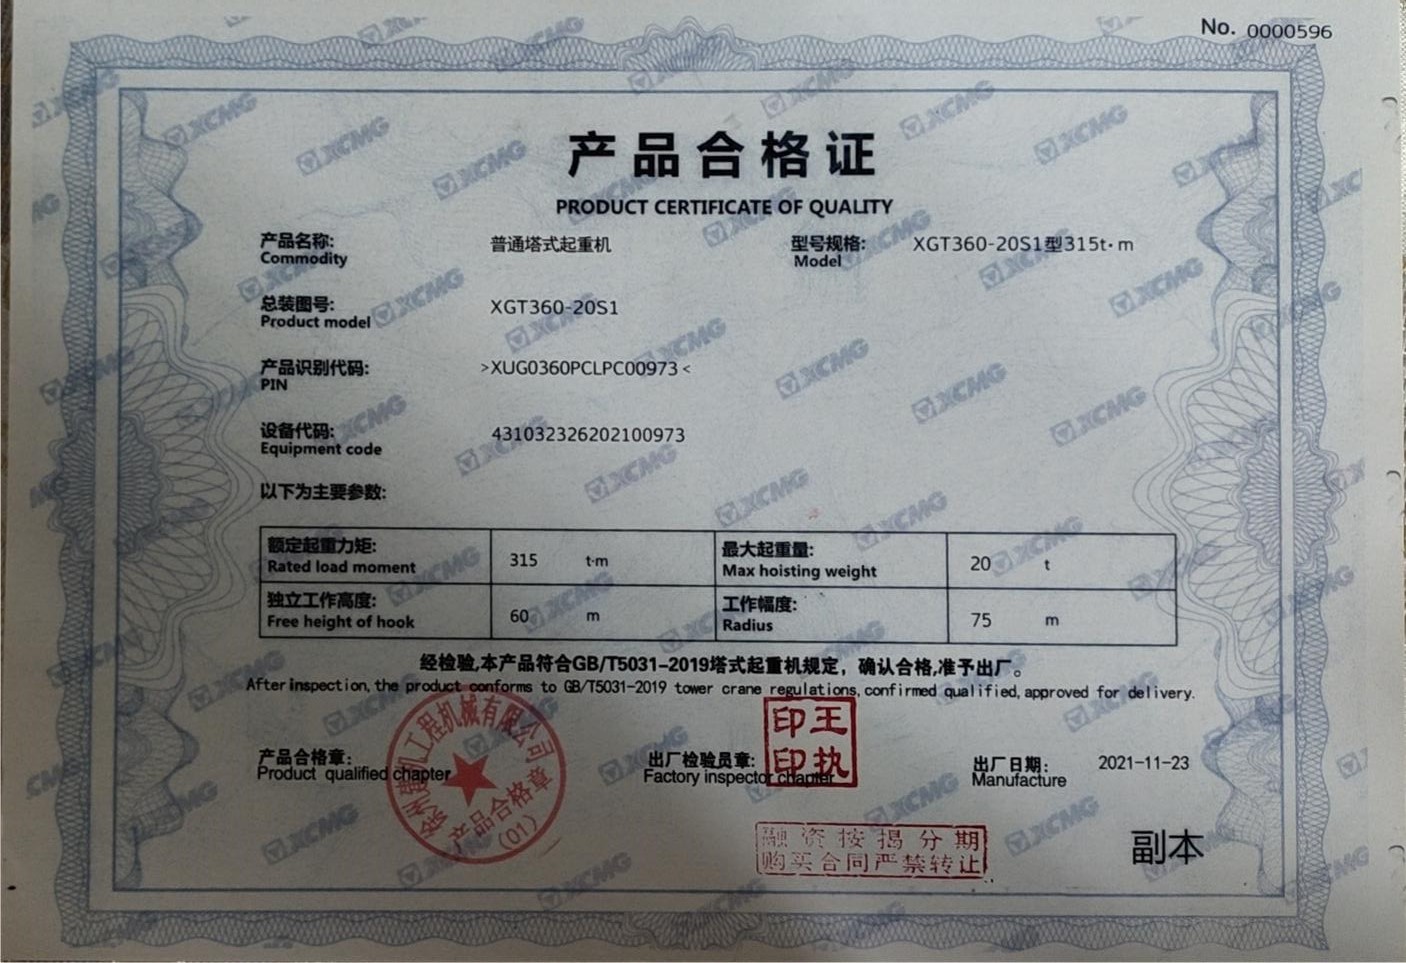 No. 0000596
产品合格证
PRODUCT CERTIFICATE OF QUALITY
产品名称: 普通塔式起重机 型号规格: XGT360-20S1型315t·m
Commodity Model
总装图号: XGT360-20S1
Product model
产品识别代码: >XUG0360PCLPC00973<
PIN
设备代码: 431032326202100973
Equipment code
以下为主要参数:
额定起重力矩: 315 t·m 最大起重量: 20 t
Rated load moment Max hoisting weight
独立工作高度: 60 m 工作幅度: 75 m
Free height of hook Radius
经检验,本产品符合GB/T5031-2019塔式起重机规定，确认合格,准予出厂。
After inspection, the product conforms to GB/T5031-2019 tower crane regulations, confirmed qualified, approved for delivery.
产品合格章: 出厂检验员章: 出厂日期: 2021-11-23
Product qualified chapter Factory inspector chapter Manufacture
工程机械有限公司
产品合格章
(01)
印王
印执
融资按揭分期
购买合同严禁转让
副本
XCMG